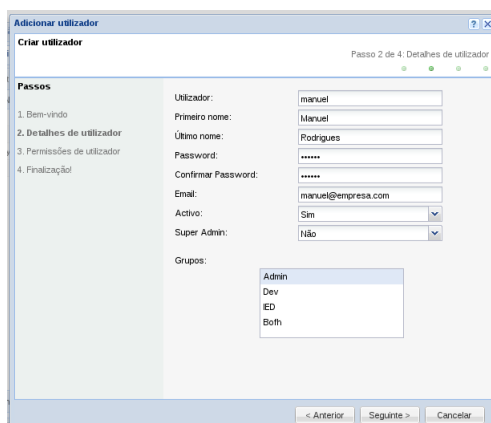 Adicionar utilizador
Criar utilizador
Passo 2 de 4: Detalhes de utilizador
Passos
1. Bem-vindo
2. Detalhes de utilizador
3. Permissões de utilizador
4. Finalização!
Utilizador: manuel
Primeiro nome: Manuel
Último nome: Rodrigues
Password: ••••••
Confirmar Password: ••••••
Email: manuel@empresa.com
Activo: Sim
Super Admin: Não
Grupos:
Admin
Dev
IED
Bofh
< Anterior Seguinte > Cancelar